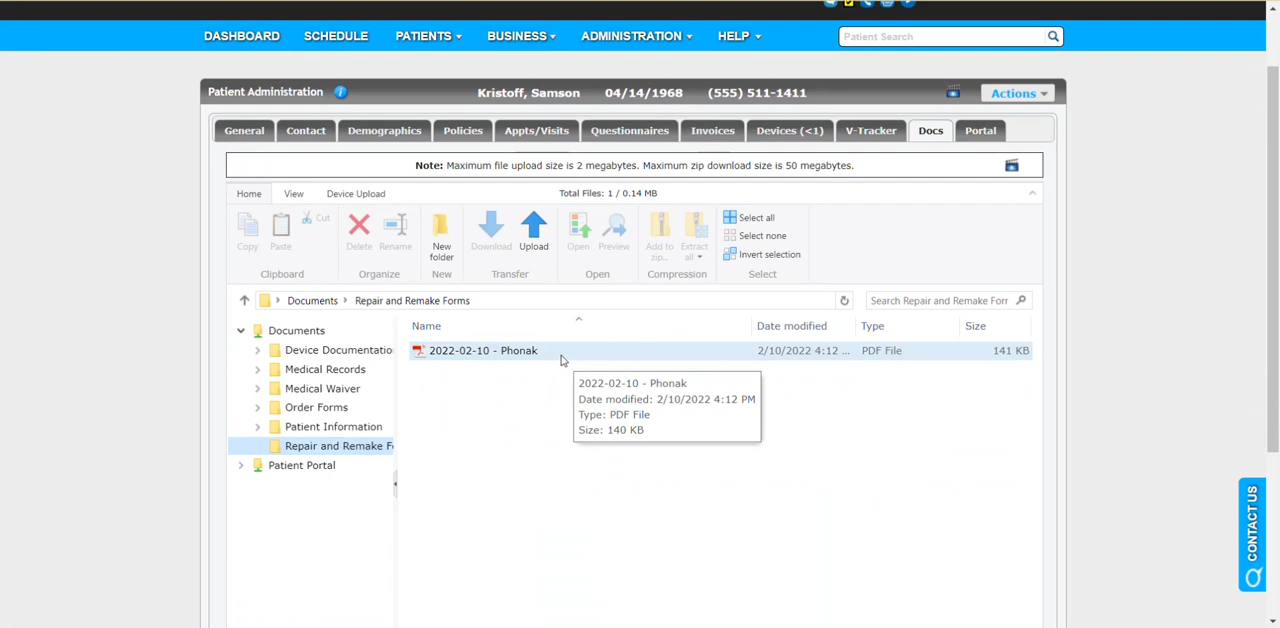 DASHBOARD SCHEDULE PATIENTS BUSINESS ADMINISTRATION HELP Patient Search
Patient Administration Kristoff, Samson 04/14/1968 (555) 511-1411 Actions
General Contact Demographics Policies Appts/Visits Questionnaires Invoices Devices (<1) V-Tracker Docs Portal
Note: Maximum file upload size is 2 megabytes. Maximum zip download size is 50 megabytes.
Home View Device Upload Total Files: 1 / 0.14 MB
Copy Paste Cut Delete Rename New folder Download Upload Open Preview Add to zip... Extract all Select all
Select none
Invert selection
Clipboard Organize New Transfer Open Compression Select
Documents Repair and Remake Forms Search Repair and Remake Forr
Name Date modified Type Size
Documents
Device Documentatio 2022-02-10 - Phonak 2/10/2022 4:12 ... PDF File 141 KB
Medical Records
Medical Waiver
Order Forms
Patient Information
Repair and Remake F
Patient Portal
2022-02-10 - Phonak
Date modified: 2/10/2022 4:12 PM
Type: PDF File
Size: 140 KB
CONTACT US